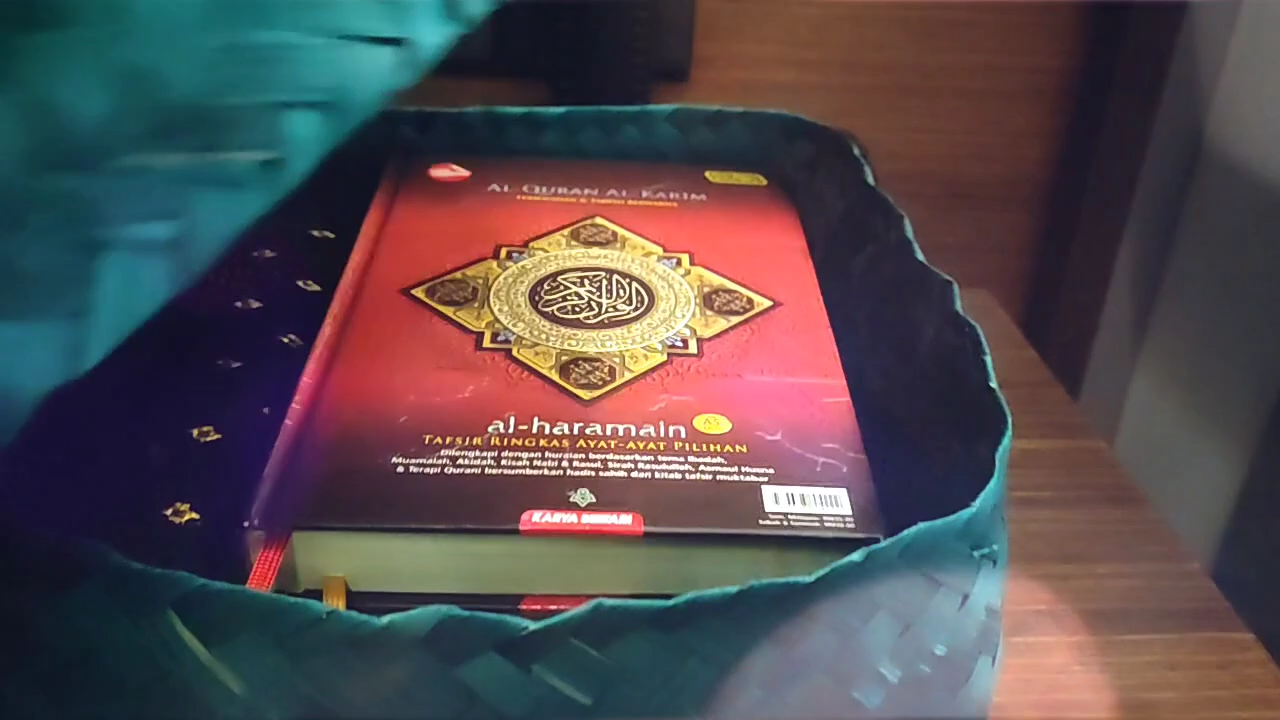 AL-QURAN AL-KARIM
القرآن الكريم
al-haramain
A5
TAFSIR RINGKAS AYAT-AYAT PILIHAN
Dilengkapi dengan huraian berdasarkan tema Ibadah,
Muamalah, Akidah, Kisah Nabi & Rasul, Sirah Rasulullah, Asmaul Husna
& Terapi Qurani bersumberkan hadis sahih dan kitab tafsir muktabar
KARYA BESTARI